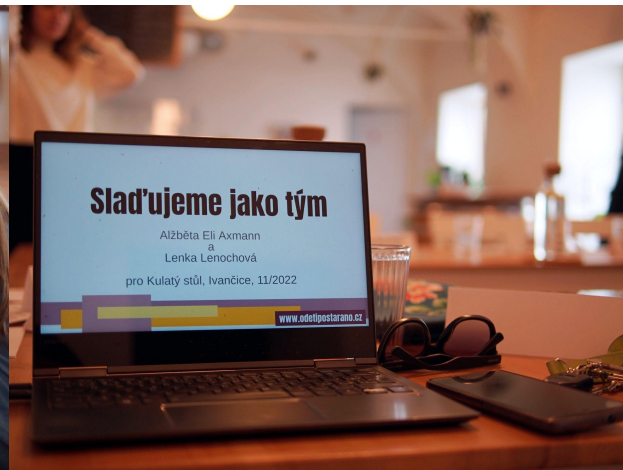 Slaďujeme jako tým
Alžběta Eli Axmann
a
Lenka Lenochová
pro Kulatý stůl, Ivančice, 11/2022
www.odetipostarano.cz